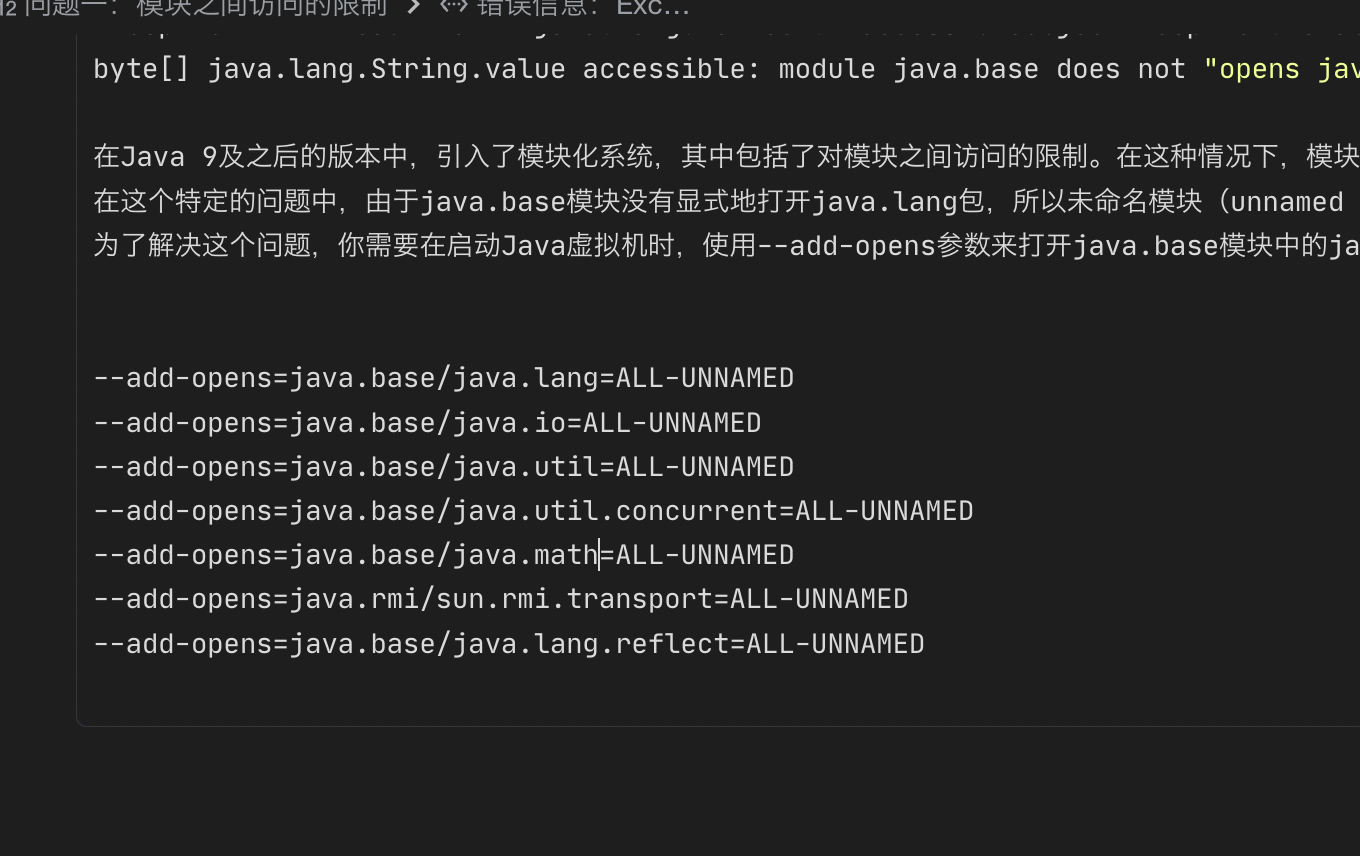 H2 问题一：模块之间访问的限制 > 错误信息： Exc...
byte[] java.lang.String.value accessible: module java.base does not "opens jav
在Java 9及之后的版本中，引入了模块化系统，其中包括了对模块之间访问的限制。在这种情况下，模块
在这个特定的问题中，由于java.base模块没有显式地打开java.lang包，所以未命名模块（unnamed
为了解决这个问题，你需要在启动Java虚拟机时，使用--add-opens参数来打开java.base模块中的ja
--add-opens=java.base/java.lang=ALL-UNNAMED
--add-opens=java.base/java.io=ALL-UNNAMED
--add-opens=java.base/java.util=ALL-UNNAMED
--add-opens=java.base/java.util.concurrent=ALL-UNNAMED
--add-opens=java.base/java.math=ALL-UNNAMED
--add-opens=java.rmi/sun.rmi.transport=ALL-UNNAMED
--add-opens=java.base/java.lang.reflect=ALL-UNNAMED